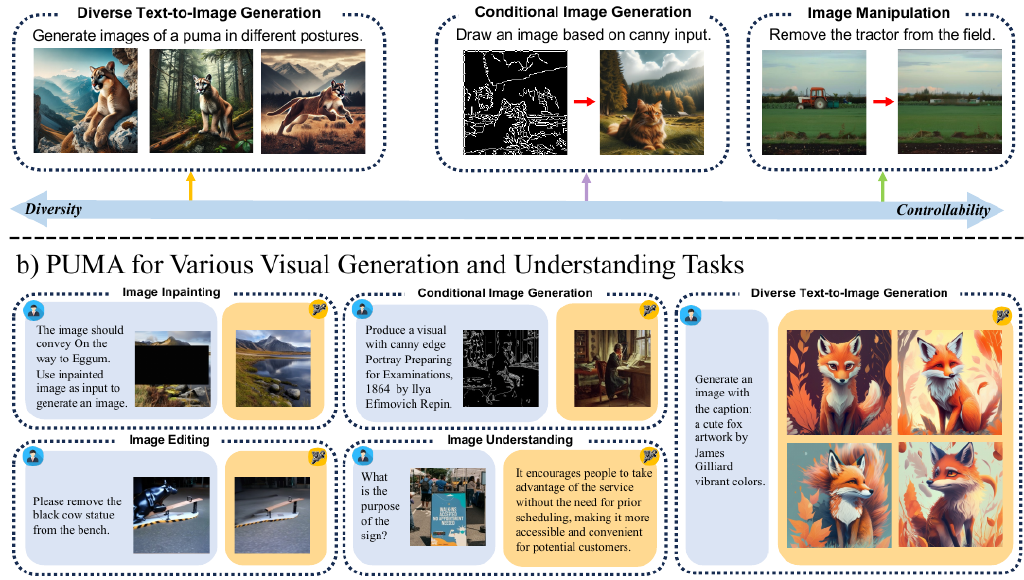 Diverse Text-to-Image Generation
Generate images of a puma in different postures.
Conditional Image Generation
Draw an image based on canny input.
Image Manipulation
Remove the tractor from the field.
Diversity
Controllability
b) PUMA for Various Visual Generation and Understanding Tasks
Image Inpainting
The image should
convey On the
way to Eggum.
Use inpainted
image as input to
generate an image.
Conditional Image Generation
Produce a visual
with canny edge
Portray Preparing
for Examinations,
1864 by Ilya
Efimovich Repin.
Diverse Text-to-Image Generation
Generate an
image with
the caption:
a cute fox
artwork by
James
Gilliard
vibrant colors.
Image Editing
Please remove the
black cow statue
from the bench.
Image Understanding
What
is the
purpose
of the
sign?
WALKING
ACCEPTED
NO APPOINTMENT
NEEDED
It encourages people to take
advantage of the service
without the need for prior
scheduling, making it more
accessible and convenient
for potential customers.